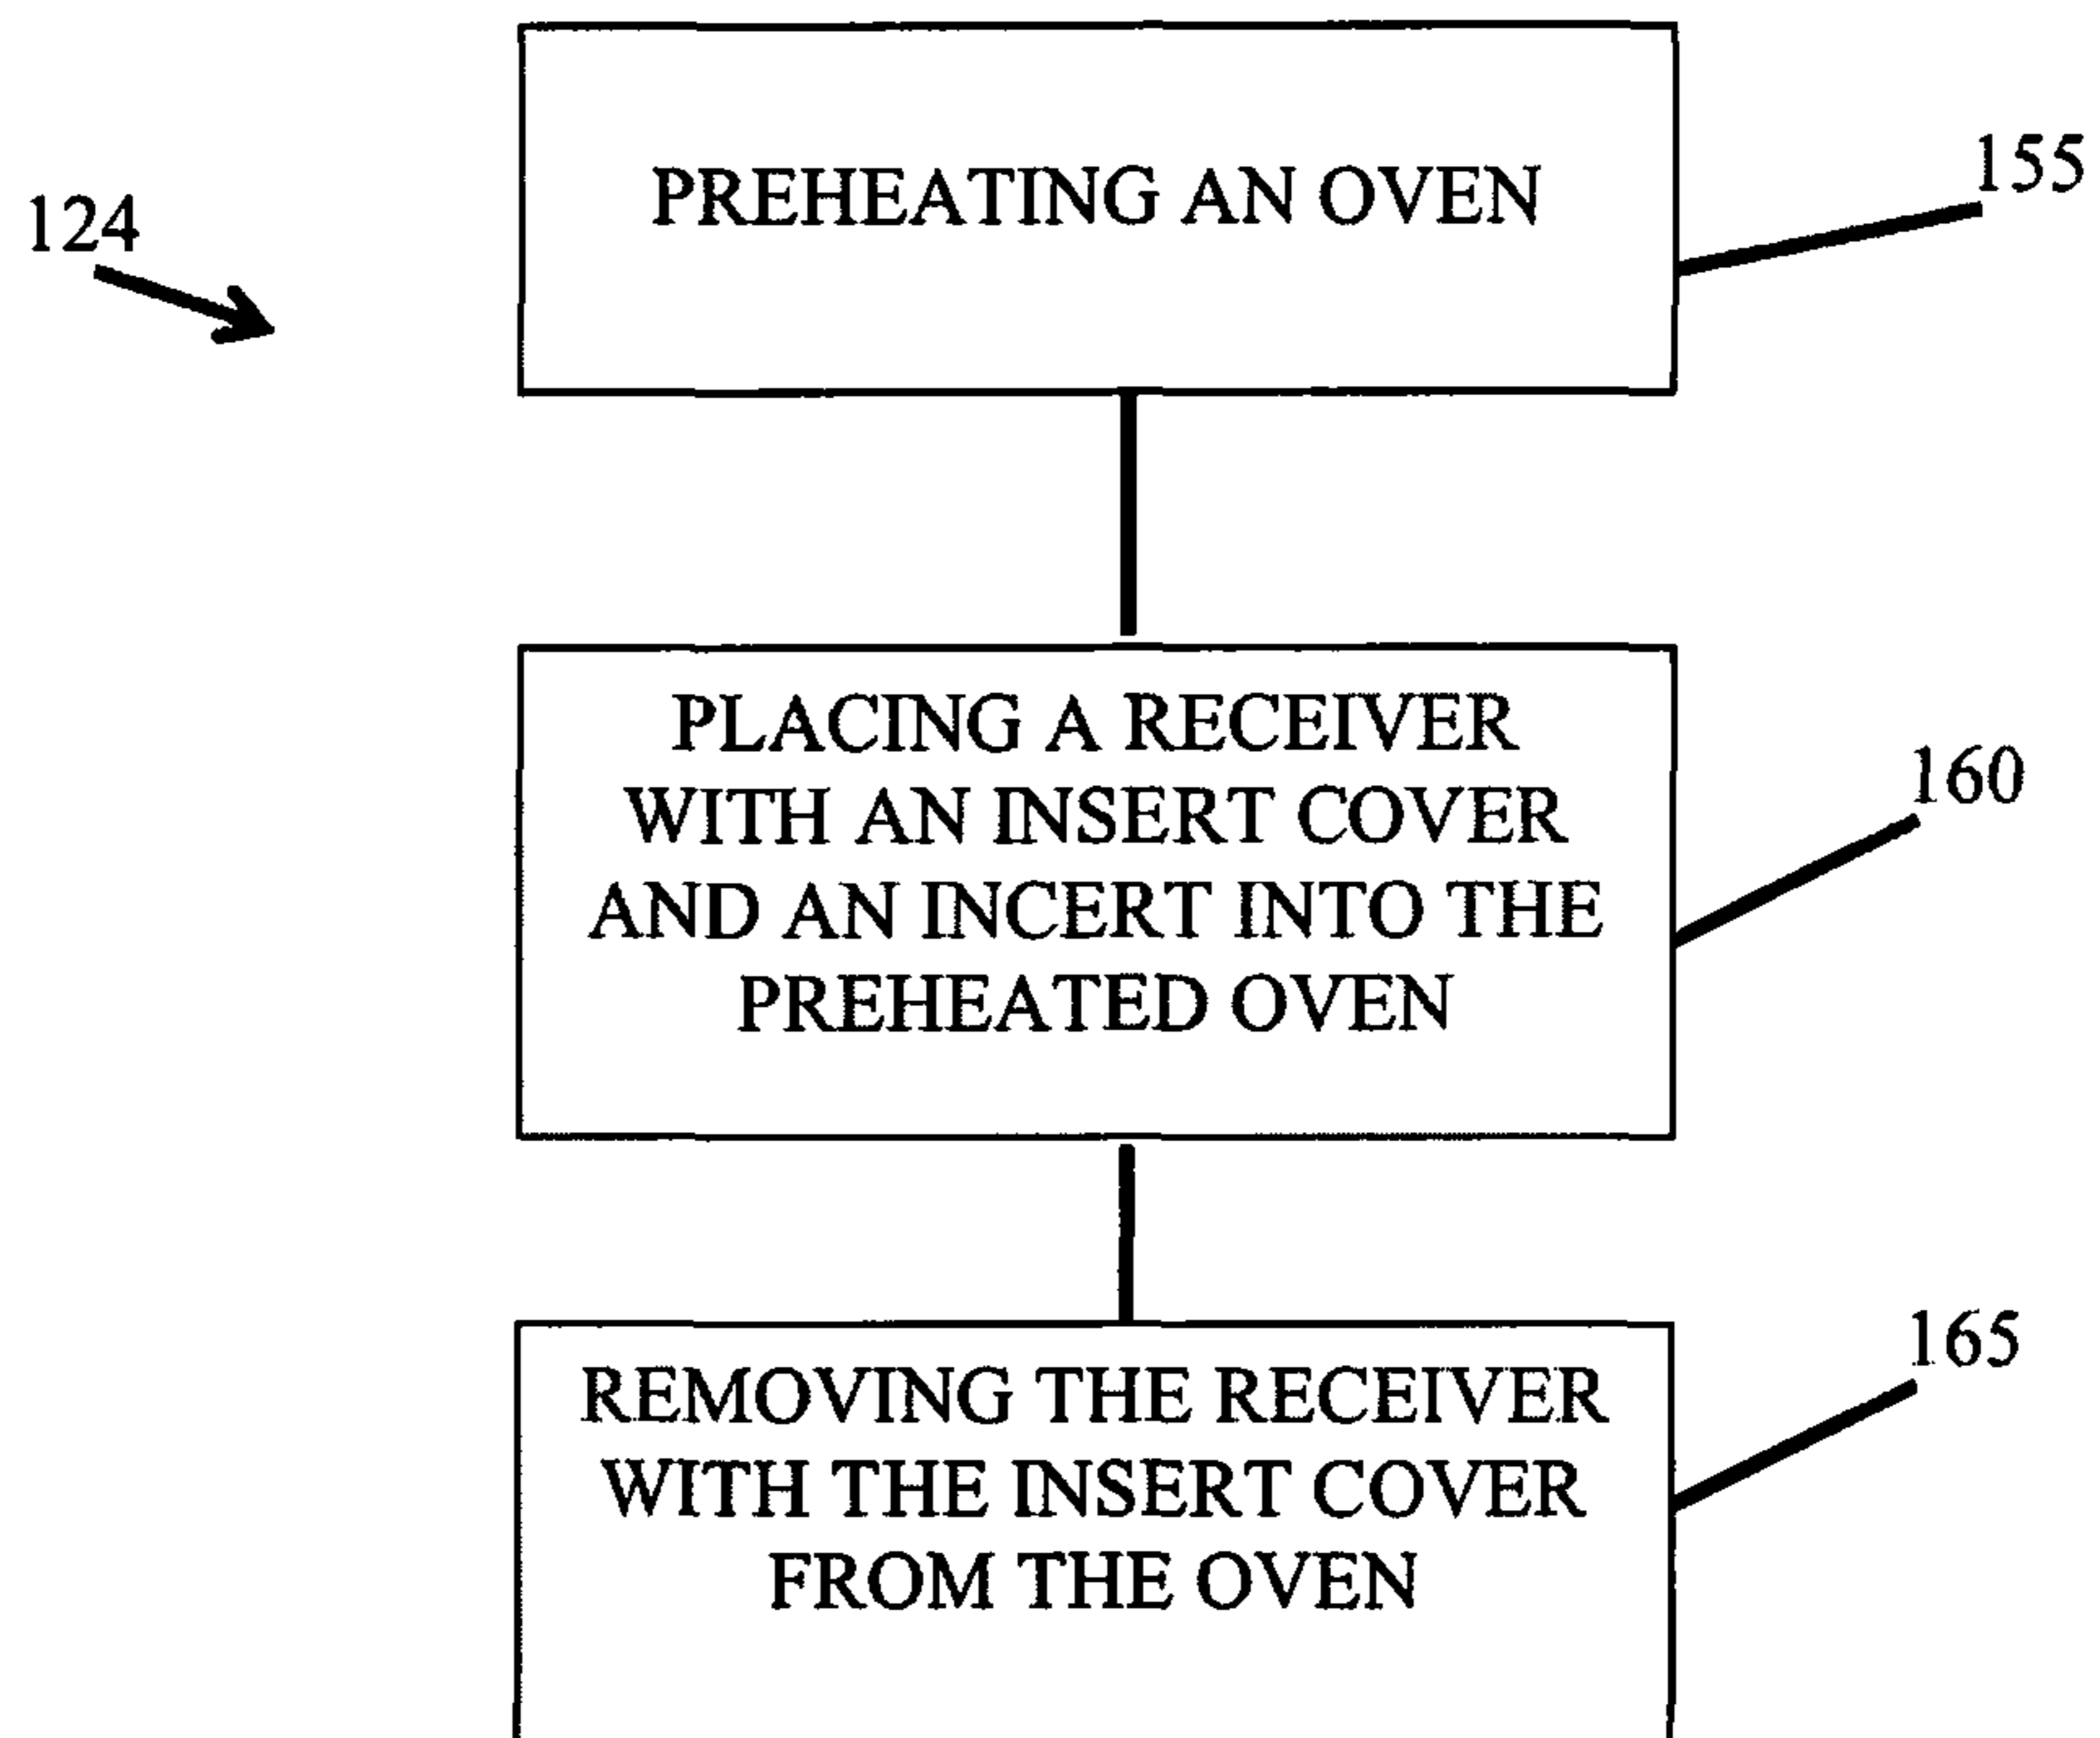 124
PREHEATING AN OVEN
155
PLACING A RECEIVER
WITH AN INSERT COVER
AND AN INCERT INTO THE
PREHEATED OVEN
160
REMOVING THE RECEIVER
WITH THE INSERT COVER
FROM THE OVEN
165